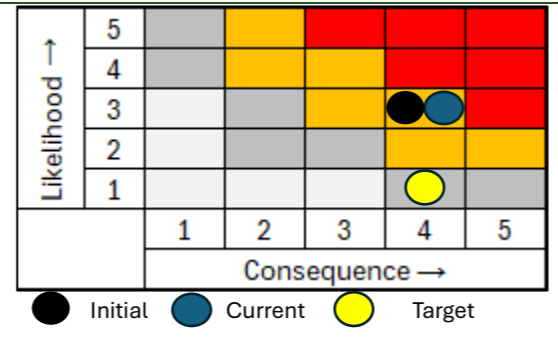 Likelihood →
5
4
3
2
1
1 2 3 4 5
Consequence →
Initial Current Target